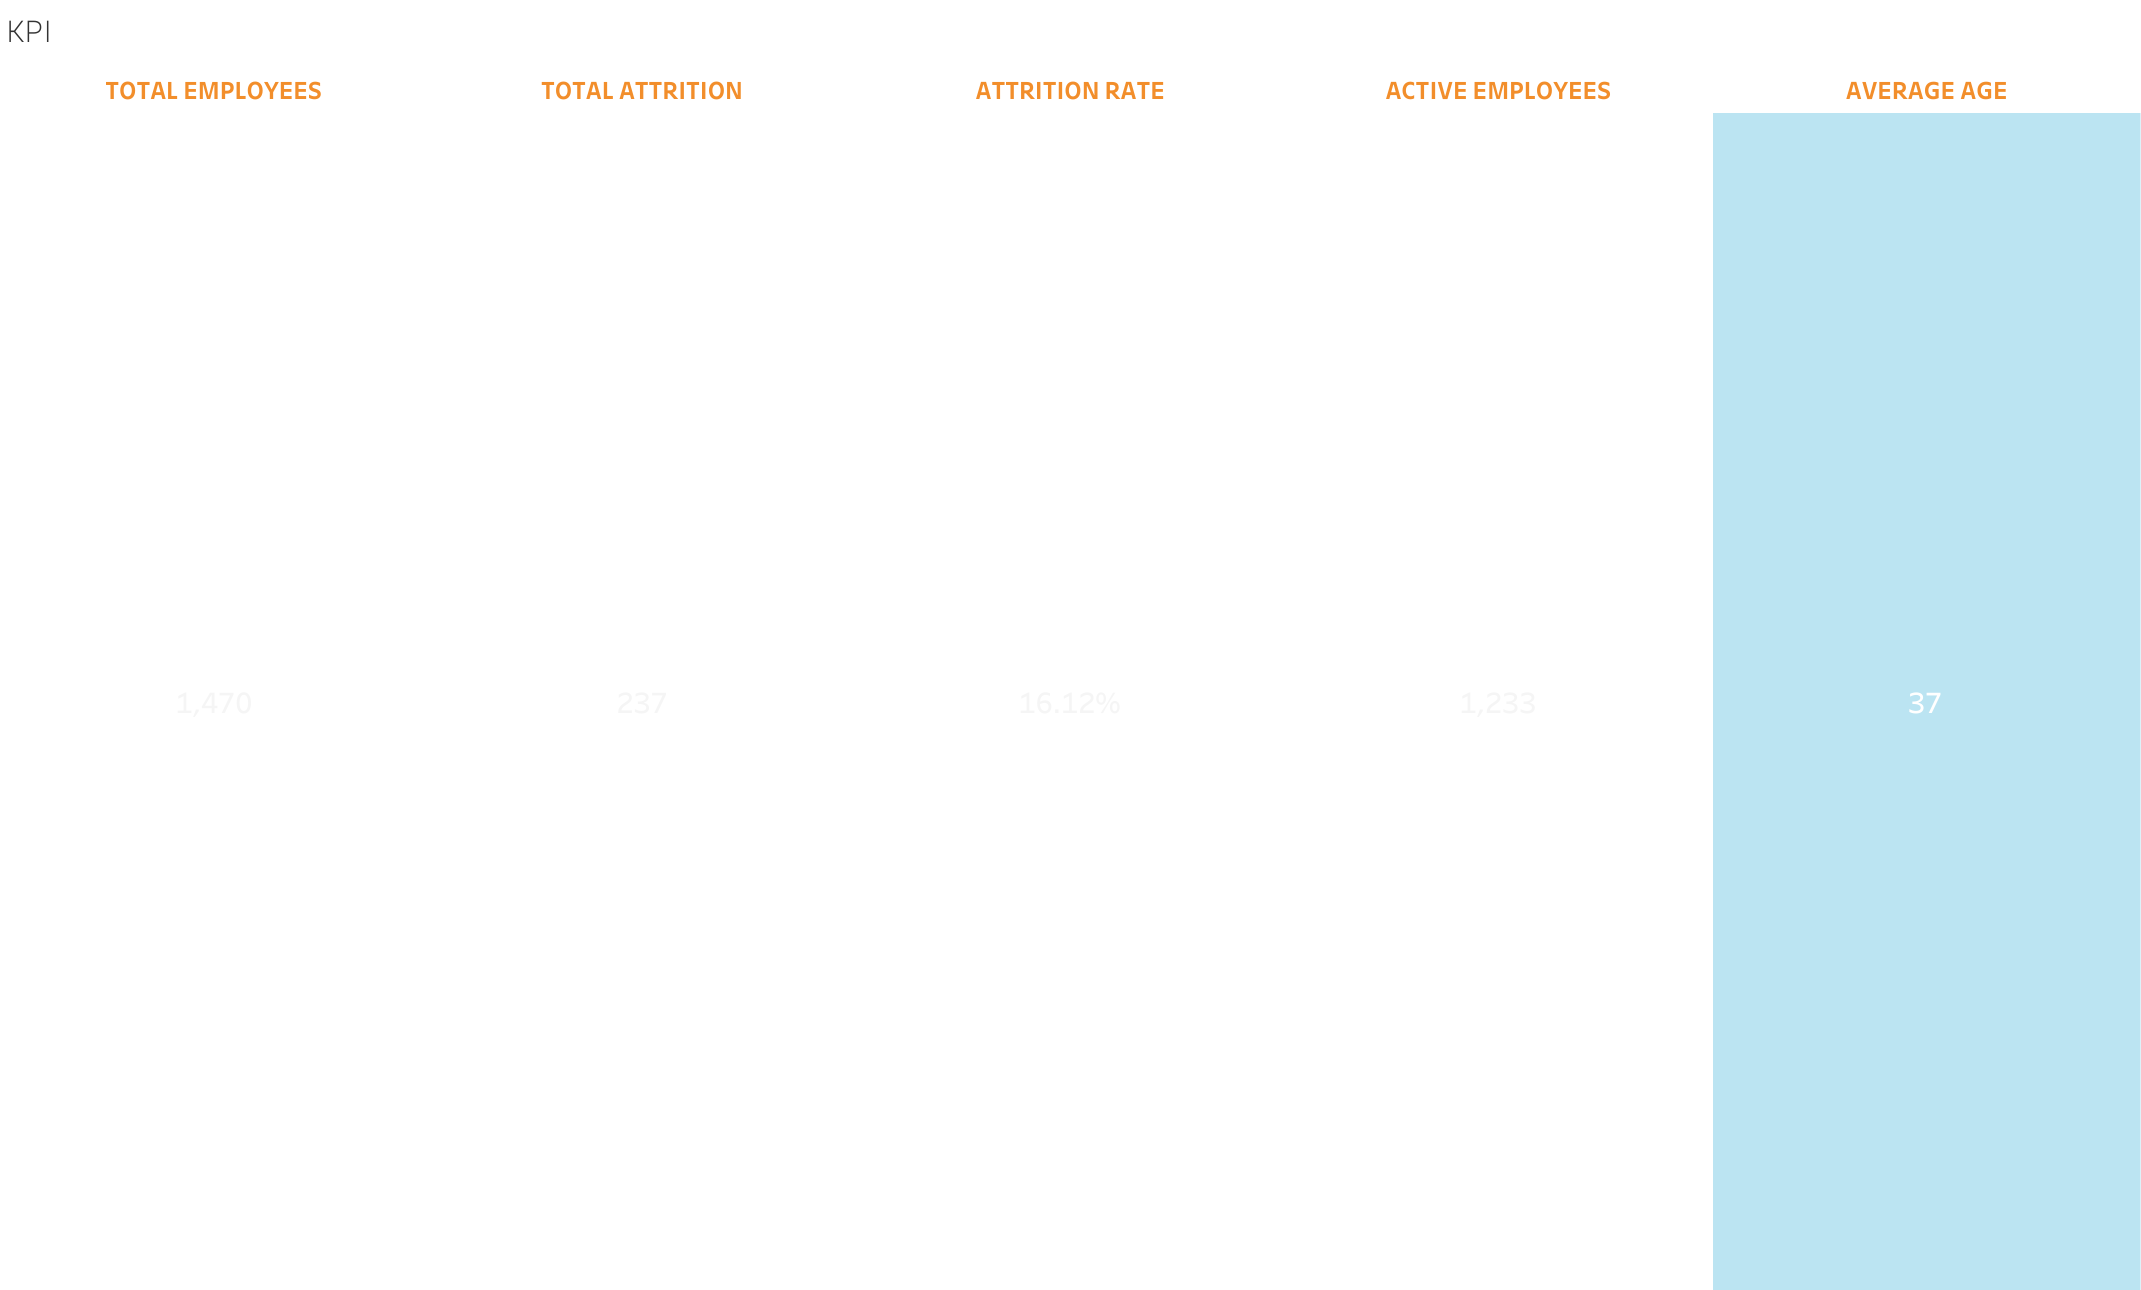 KPI
TOTAL EMPLOYEES TOTAL ATTRITION ATTRITION RATE ACTIVE EMPLOYEES AVERAGE AGE
1,470 237 16.12% 1,233 37